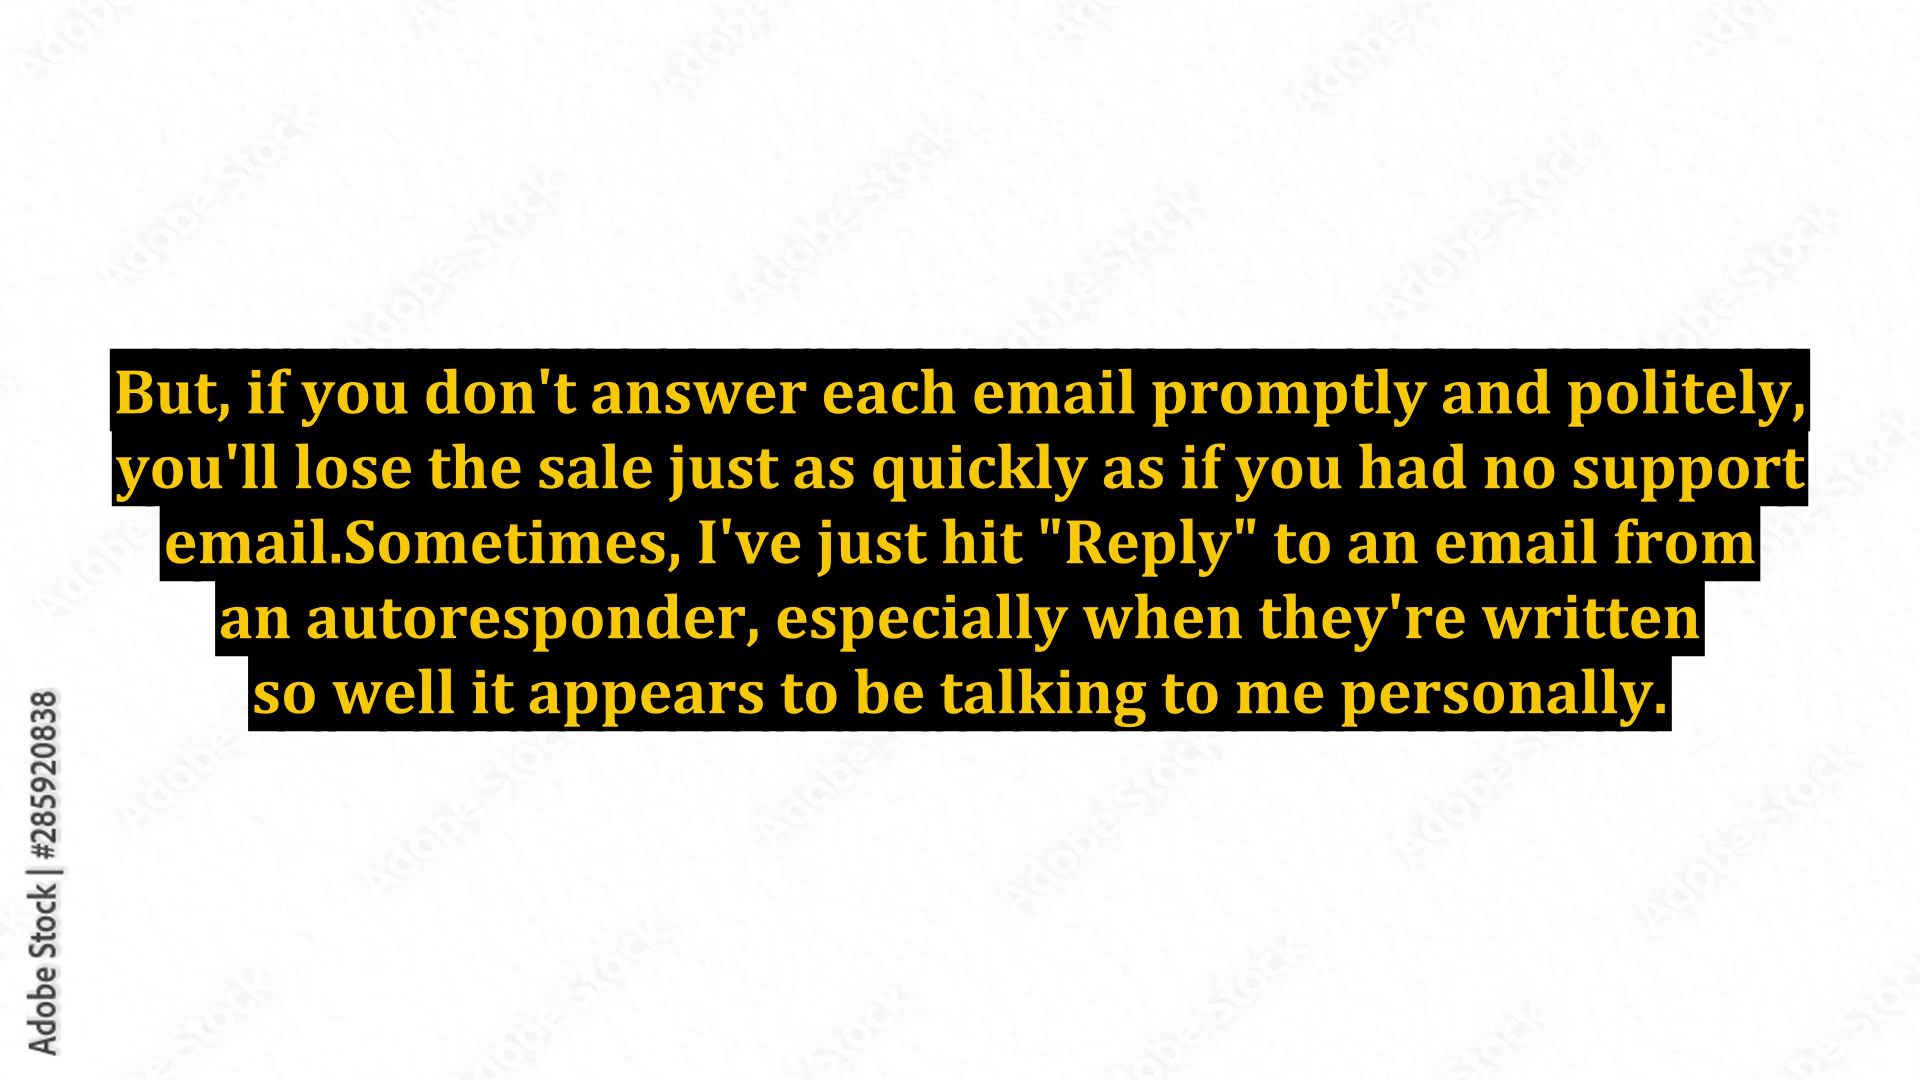 But, if you don't answer each email promptly and politely,
you'll lose the sale just as quickly as if you had no support
email.Sometimes, I've just hit "Reply" to an email from
an autoresponder, especially when they're written
so well it appears to be talking to me personally.
Adobe Stock | #285920838